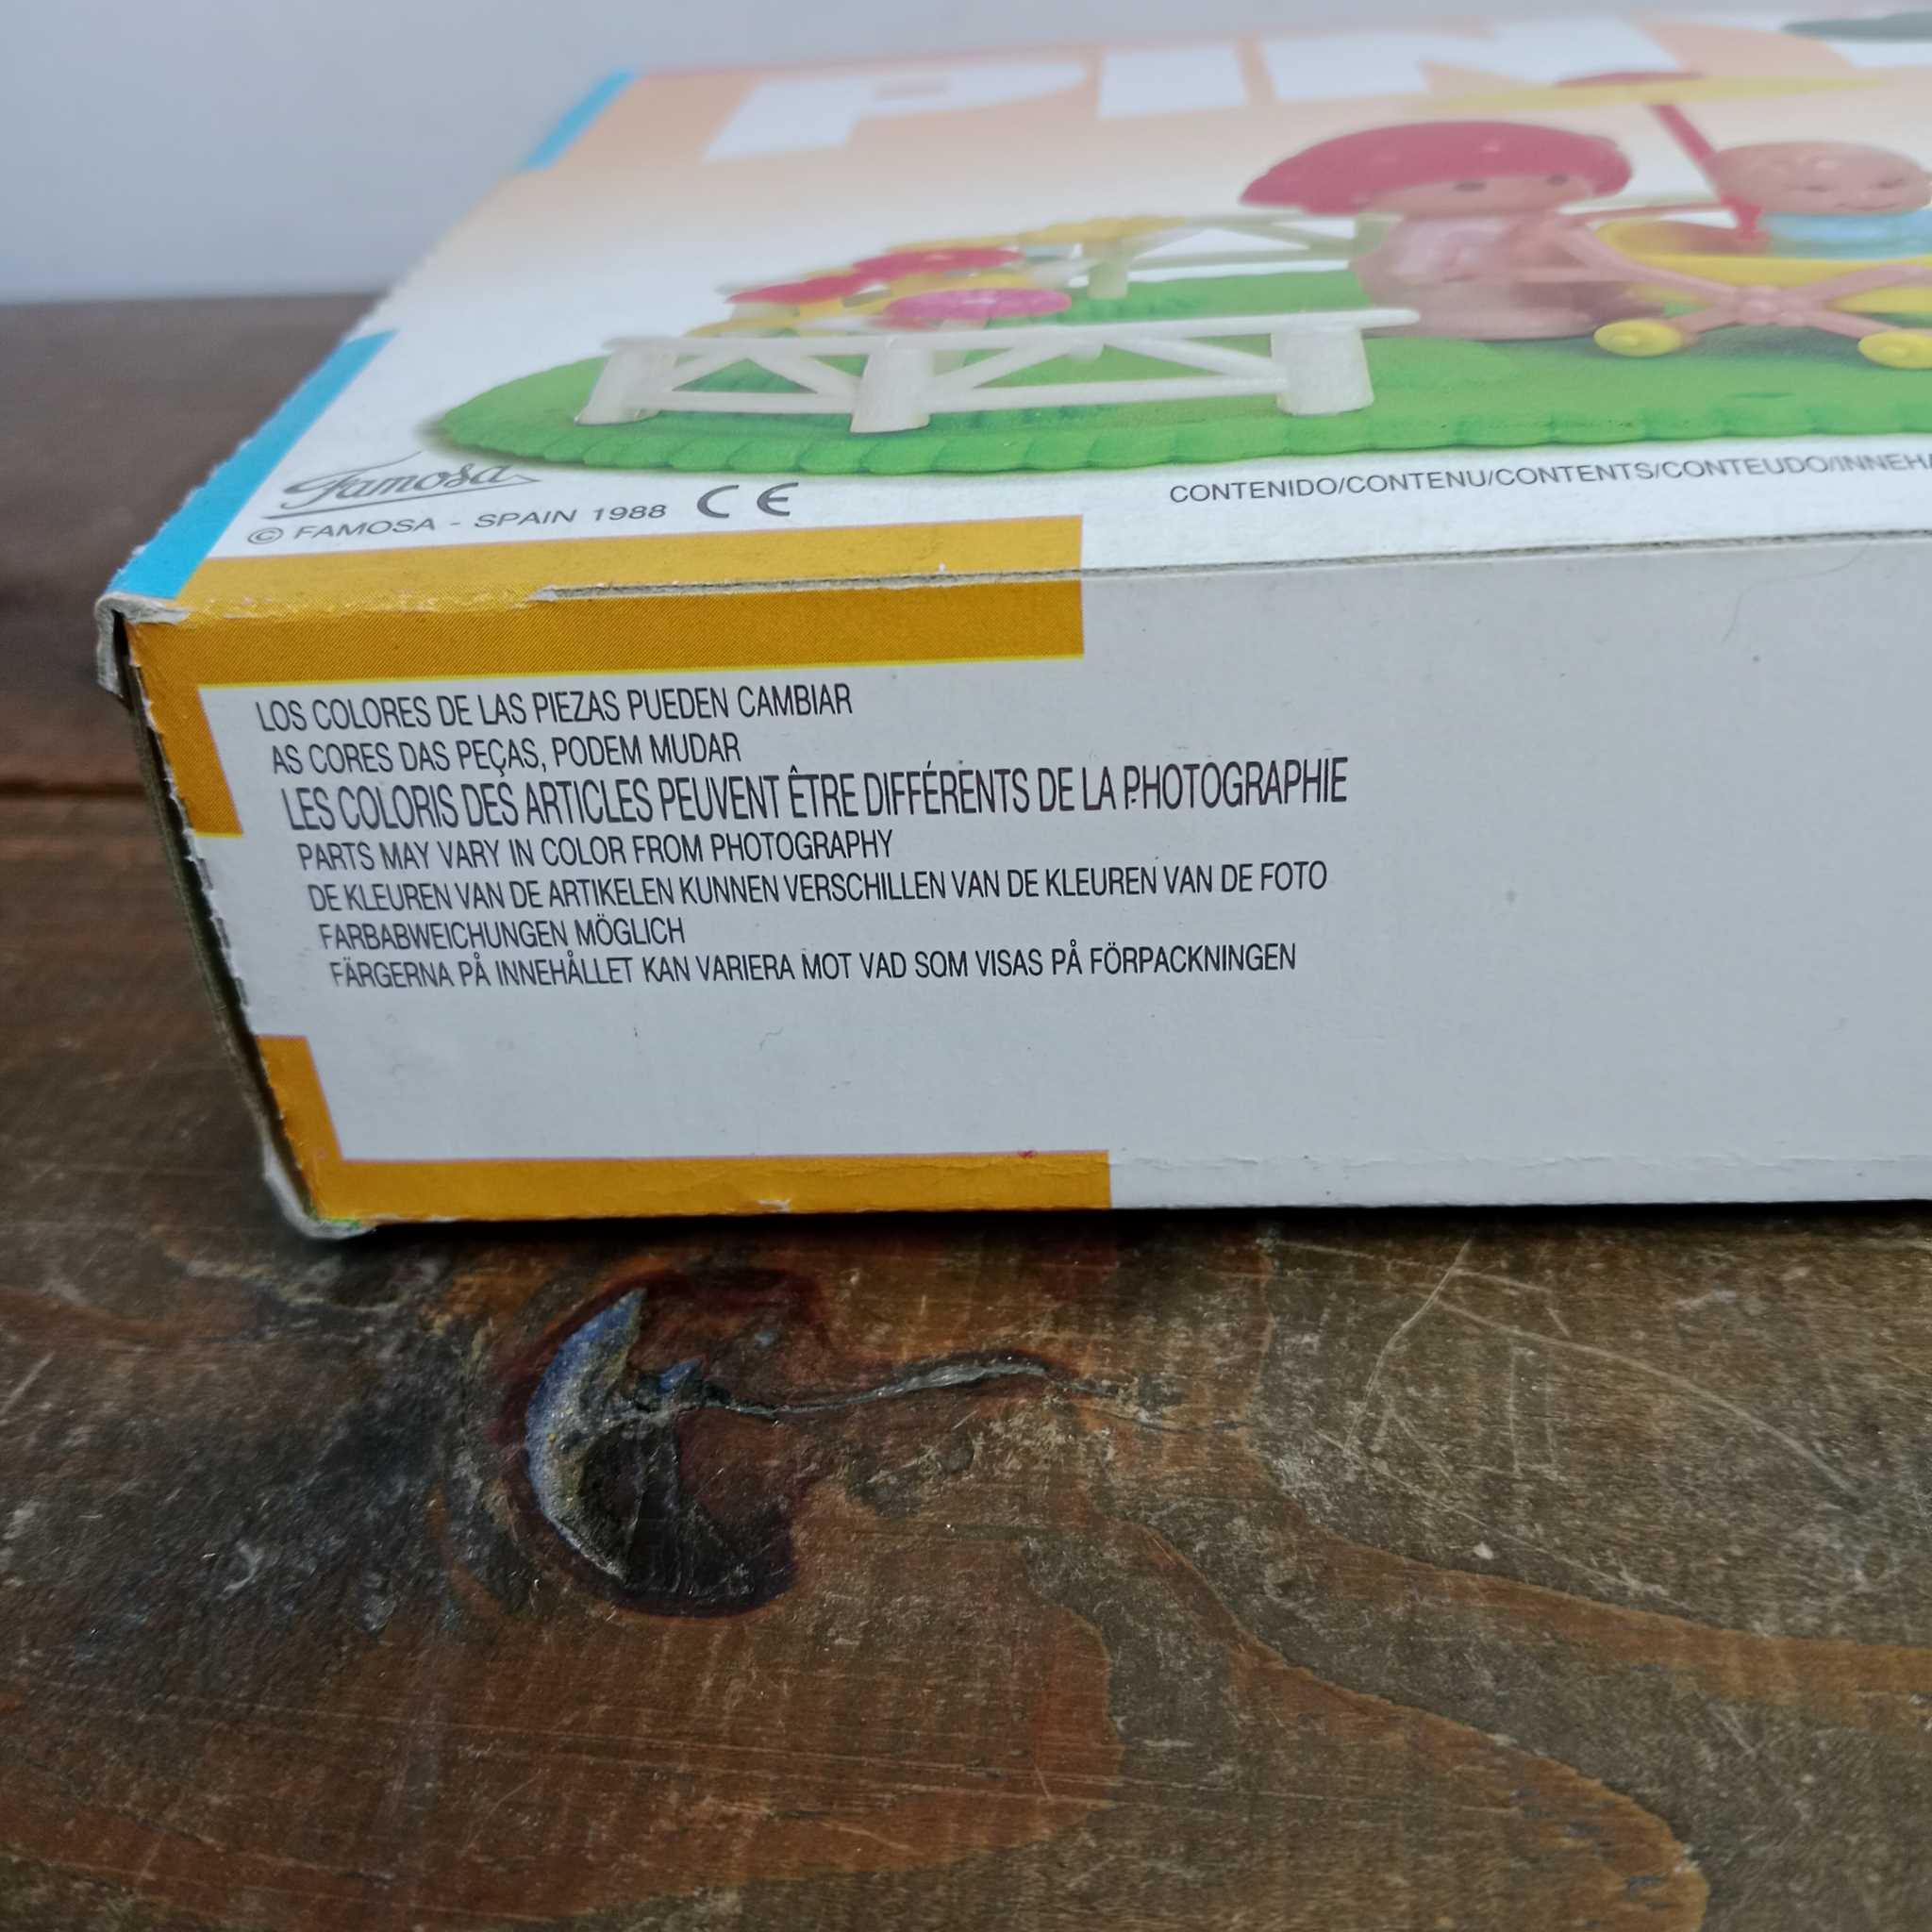 PIN
Famosa
© FAMOSA - SPAIN 1988 CE
CONTENIDO/CONTENU/CONTENTS/CONTEUDO/
LOS COLORES DE LAS PIEZAS PUEDEN CAMBIAR
AS CORES DAS PEÇAS, PODEM MUDAR
LES COLORIS DES ARTICLES PEUVENT ÊTRE DIFFÉRENTS DE LA PHOTOGRAPHIE
PARTS MAY VARY IN COLOR FROM PHOTOGRAPHY
DE KLEUREN VAN DE ARTIKELEN KUNNEN VERSCHILLEN VAN DE KLEUREN VAN DE FOTO
FARBABWEICHUNGEN MÖGLICH
FÄRGERNA PÅ INNEHÅLLET KAN VARIERA MOT VAD SOM VISAS PÅ FÖRPACKNINGEN